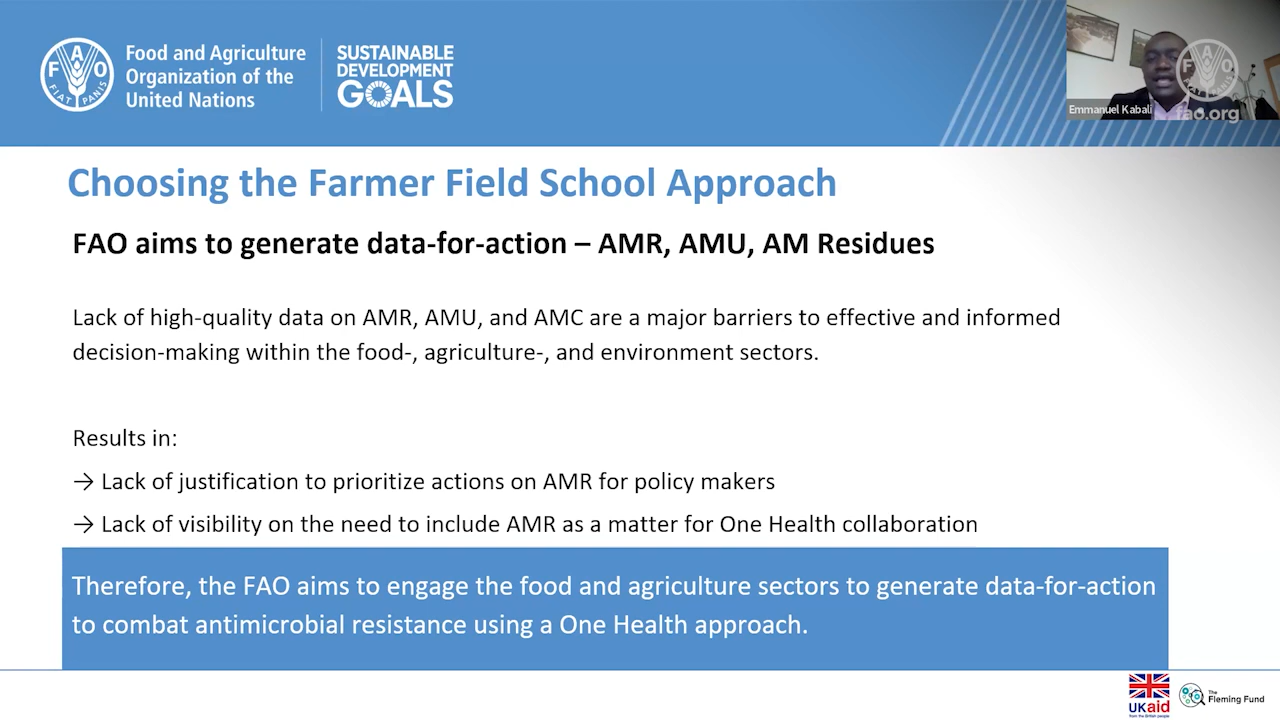 Food and Agriculture
Organization of the
United Nations
SUSTAINABLE
DEVELOPMENT
GOALS
F A O
FIAT PANIS
Emmanuel Kabali
F A O
fao.org
Choosing the Farmer Field School Approach
FAO aims to generate data-for-action – AMR, AMU, AM Residues
Lack of high-quality data on AMR, AMU, and AMC are a major barriers to effective and informed
decision-making within the food-, agriculture-, and environment sectors.
Results in:
→ Lack of justification to prioritize actions on AMR for policy makers
→ Lack of visibility on the need to include AMR as a matter for One Health collaboration
Therefore, the FAO aims to engage the food and agriculture sectors to generate data-for-action
to combat antimicrobial resistance using a One Health approach.
UKaid
from the British people
The
Fleming Fund